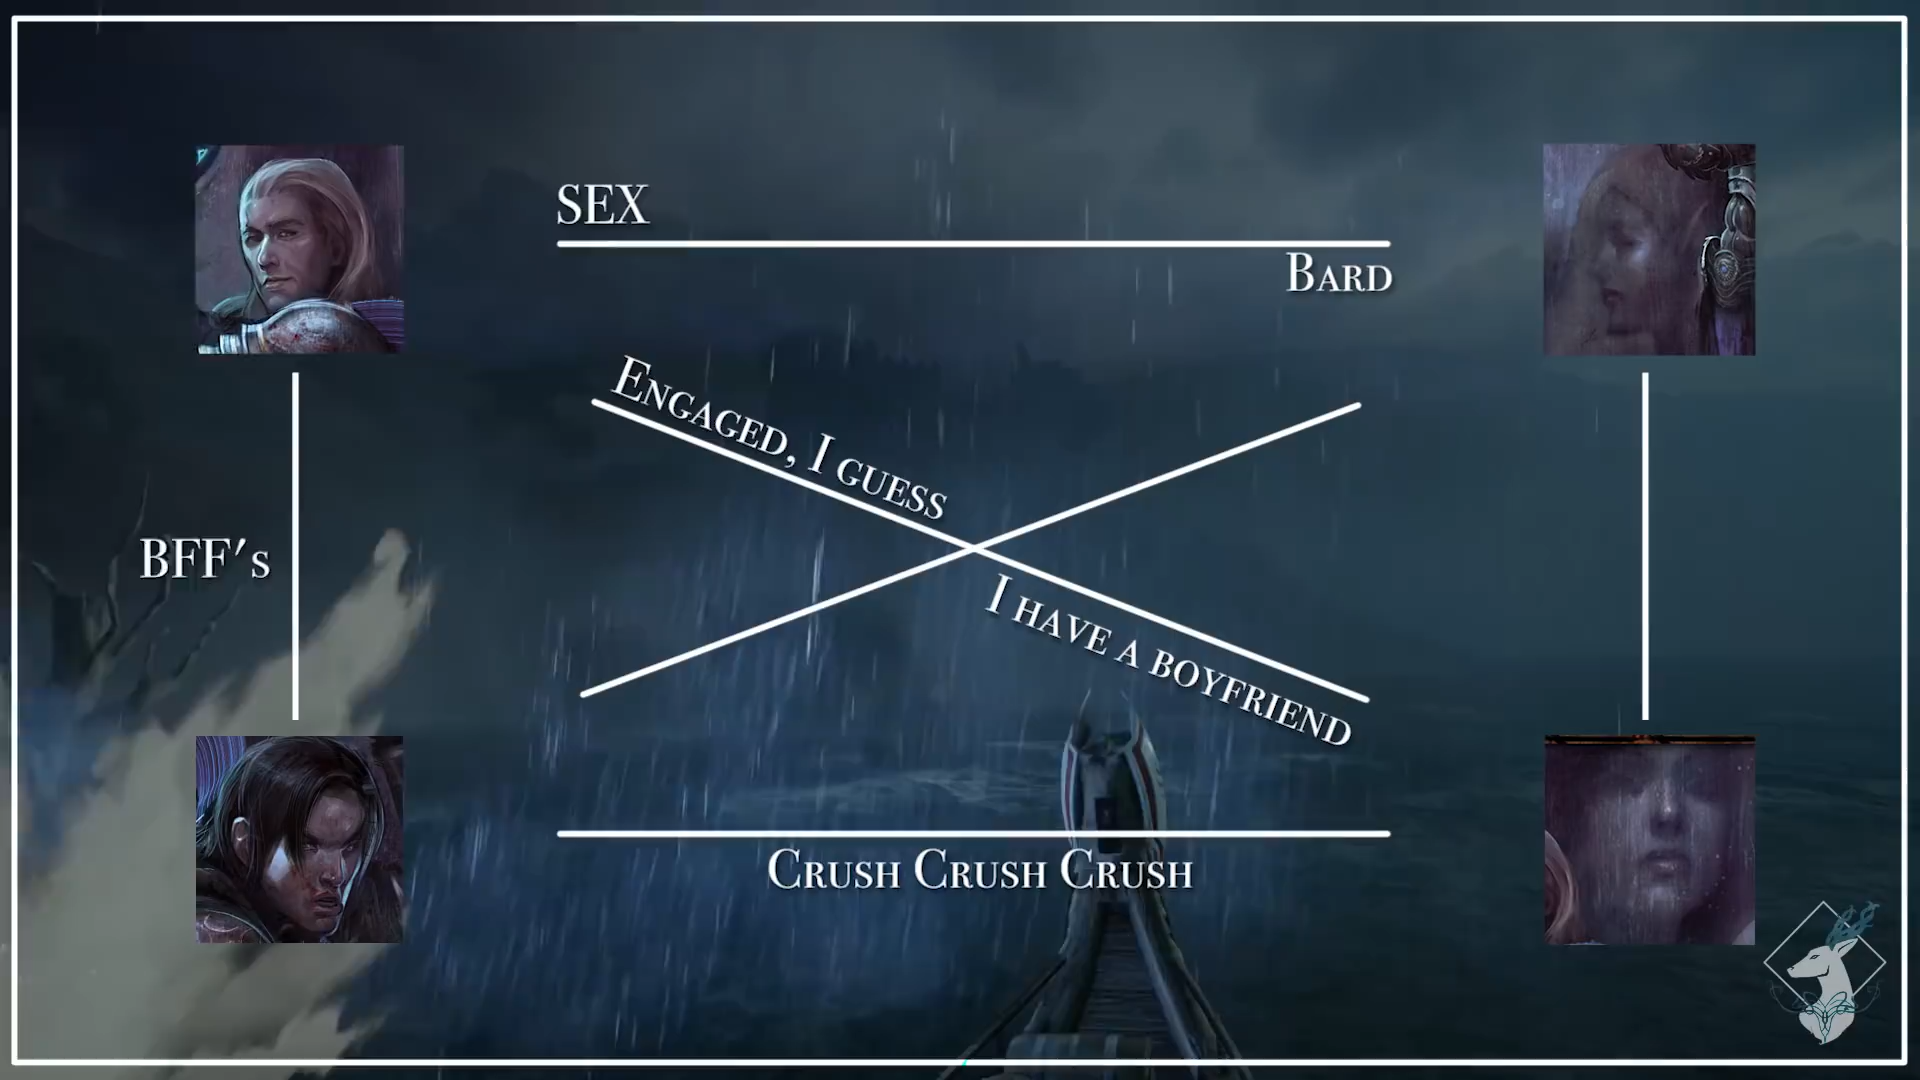 SEX
Bard
Engaged, I guess
BFF's
I have a boyfriend
Crush Crush Crush